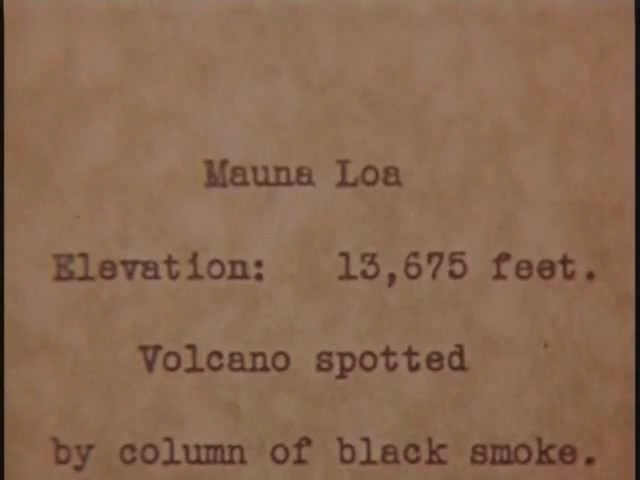 Mauna Loa
Elevation: 13,675 feet.
Volcano spotted
by column of black smoke.